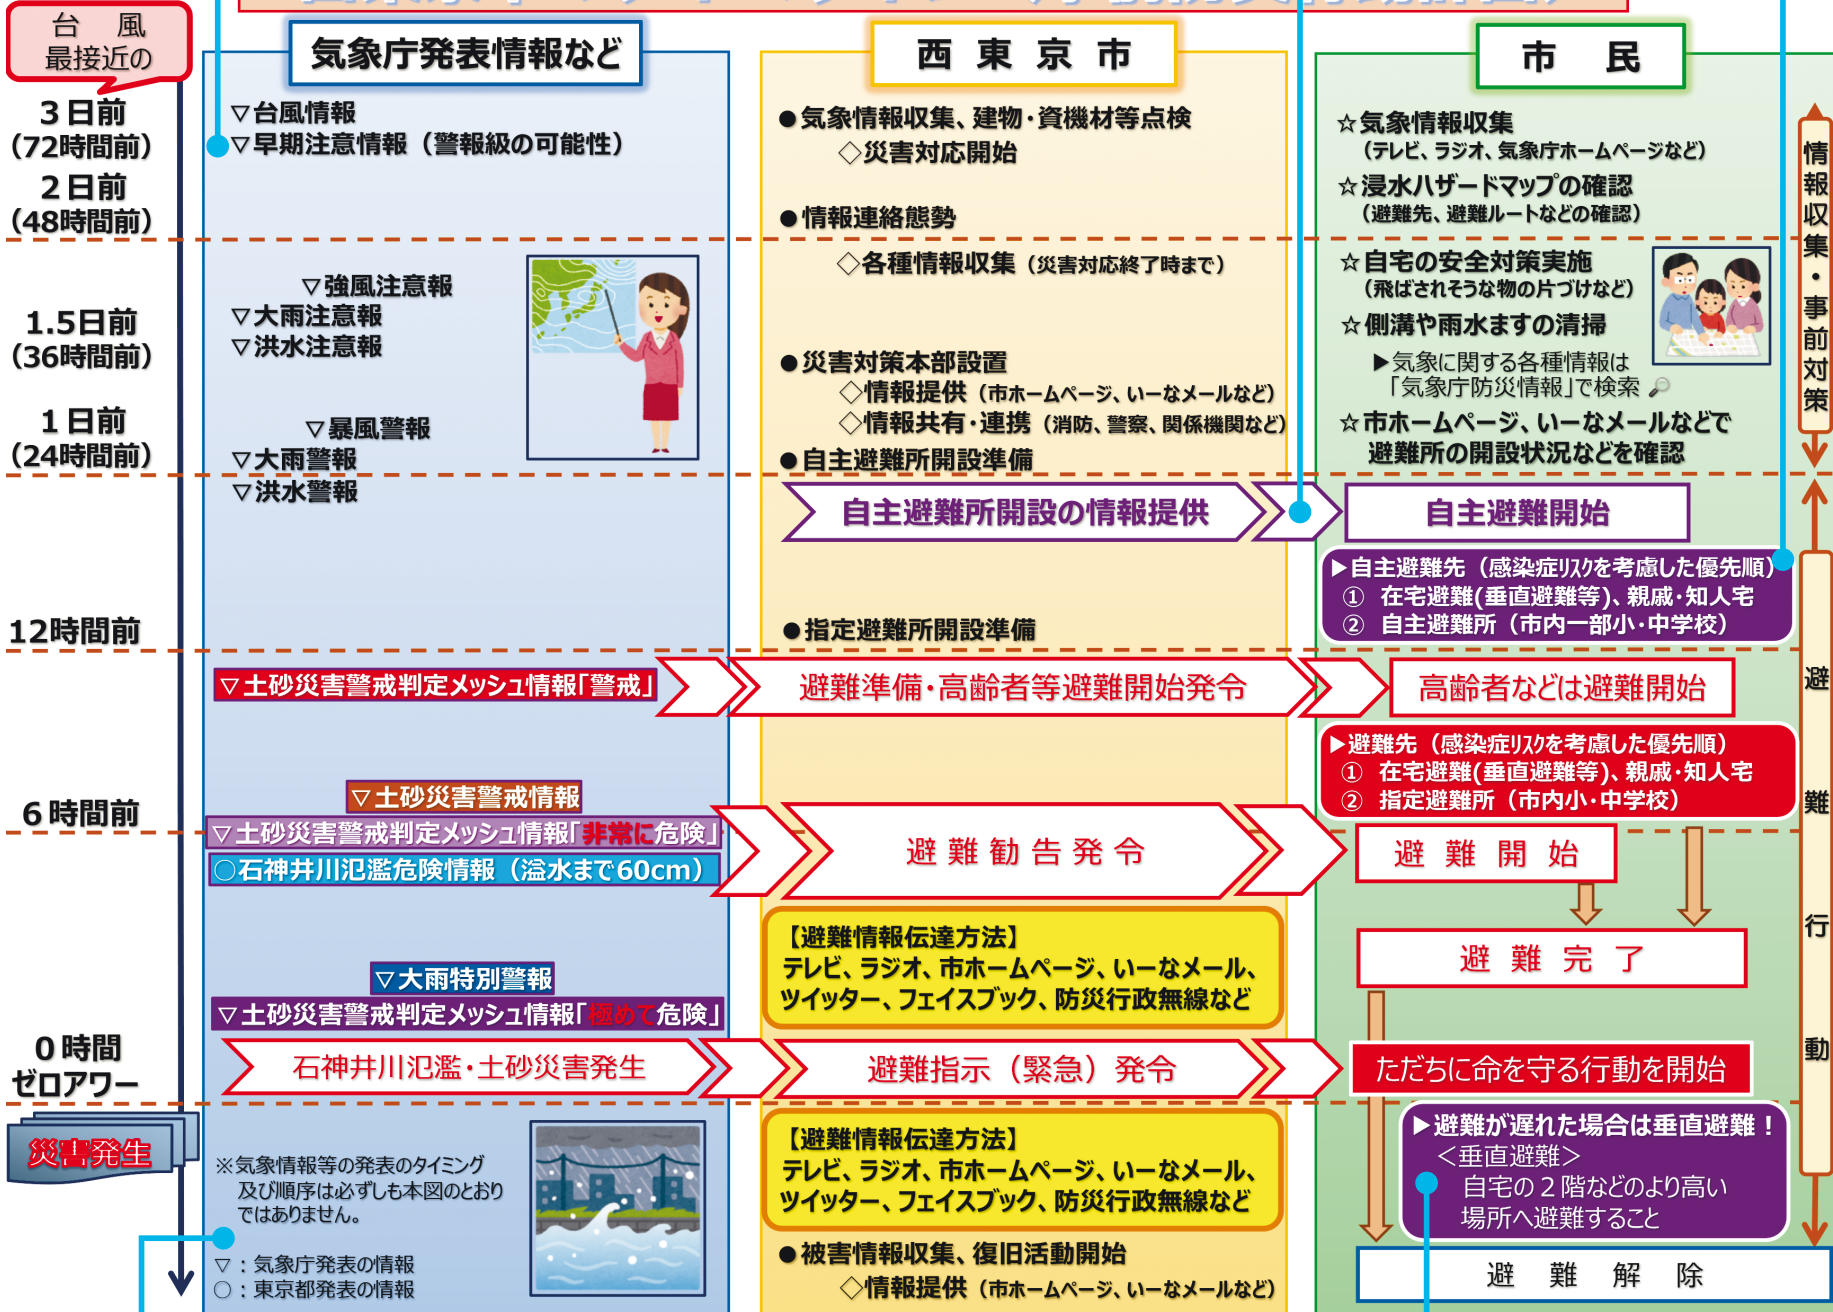 台　風
最接近の
3日前
(72時間前)
2日前
(48時間前)
1.5日前
(36時間前)
1日前
(24時間前)
12時間前
6時間前
0時間
ゼロアワー
災害発生
気象庁発表情報など
▽台風情報
▽早期注意情報（警報級の可能性）
▽強風注意報
▽大雨注意報
▽洪水注意報
▽暴風警報
▽大雨警報
▽洪水警報
▽土砂災害警戒判定メッシュ情報「警戒」
▽土砂災害警戒情報
▽土砂災害警戒判定メッシュ情報「非常に危険」
○石神井川氾濫危険情報（溢水まで60cm）
▽大雨特別警報
▽土砂災害警戒判定メッシュ情報「極めて危険」
石神井川氾濫・土砂災害発生
※気象情報等の発表のタイミング
及び順序は必ずしも本図のとおり
ではありません。
▽：気象庁発表の情報
○：東京都発表の情報
西東京市
●気象情報収集、建物・資機材等点検
◇災害対応開始
●情報連絡態勢
◇各種情報収集（災害対応終了時まで）
●災害対策本部設置
◇情報提供（市ホームページ、いーなメールなど）
◇情報共有・連携（消防、警察、関係機関など）
●自主避難所開設準備
自主避難所開設の情報提供
●指定避難所開設準備
避難準備・高齢者等避難開始発令
避難勧告発令
【避難情報伝達方法】
テレビ、ラジオ、市ホームページ、いーなメール、
ツイッター、フェイスブック、防災行政無線など
避難指示（緊急）発令
【避難情報伝達方法】
テレビ、ラジオ、市ホームページ、いーなメール、
ツイッター、フェイスブック、防災行政無線など
●被害情報収集、復旧活動開始
◇情報提供（市ホームページ、いーなメールなど）
市　民
☆気象情報収集
（テレビ、ラジオ、気象庁ホームページなど）
☆浸水ハザードマップの確認
（避難先、避難ルートなどの確認）
☆自宅の安全対策実施
（飛ばされそうな物の片づけなど）
☆側溝や雨水ますの清掃
▶気象に関する各種情報は
「気象庁防災情報」で検索
☆市ホームページ、いーなメールなどで
避難所の開設状況などを確認
自主避難開始
▶自主避難先（感染症リスクを考慮した優先順）
① 在宅避難(垂直避難等)、親戚・知人宅
② 自主避難所（市内一部小・中学校）
高齢者などは避難開始
▶避難先（感染症リスクを考慮した優先順）
① 在宅避難(垂直避難等)、親戚・知人宅
② 指定避難所（市内小・中学校）
避難開始
避難完了
ただちに命を守る行動を開始
▶避難が遅れた場合は垂直避難！
＜垂直避難＞
自宅の２階などのより高い
場所へ避難すること
避難解除
情報収集・事前対策
避難行動